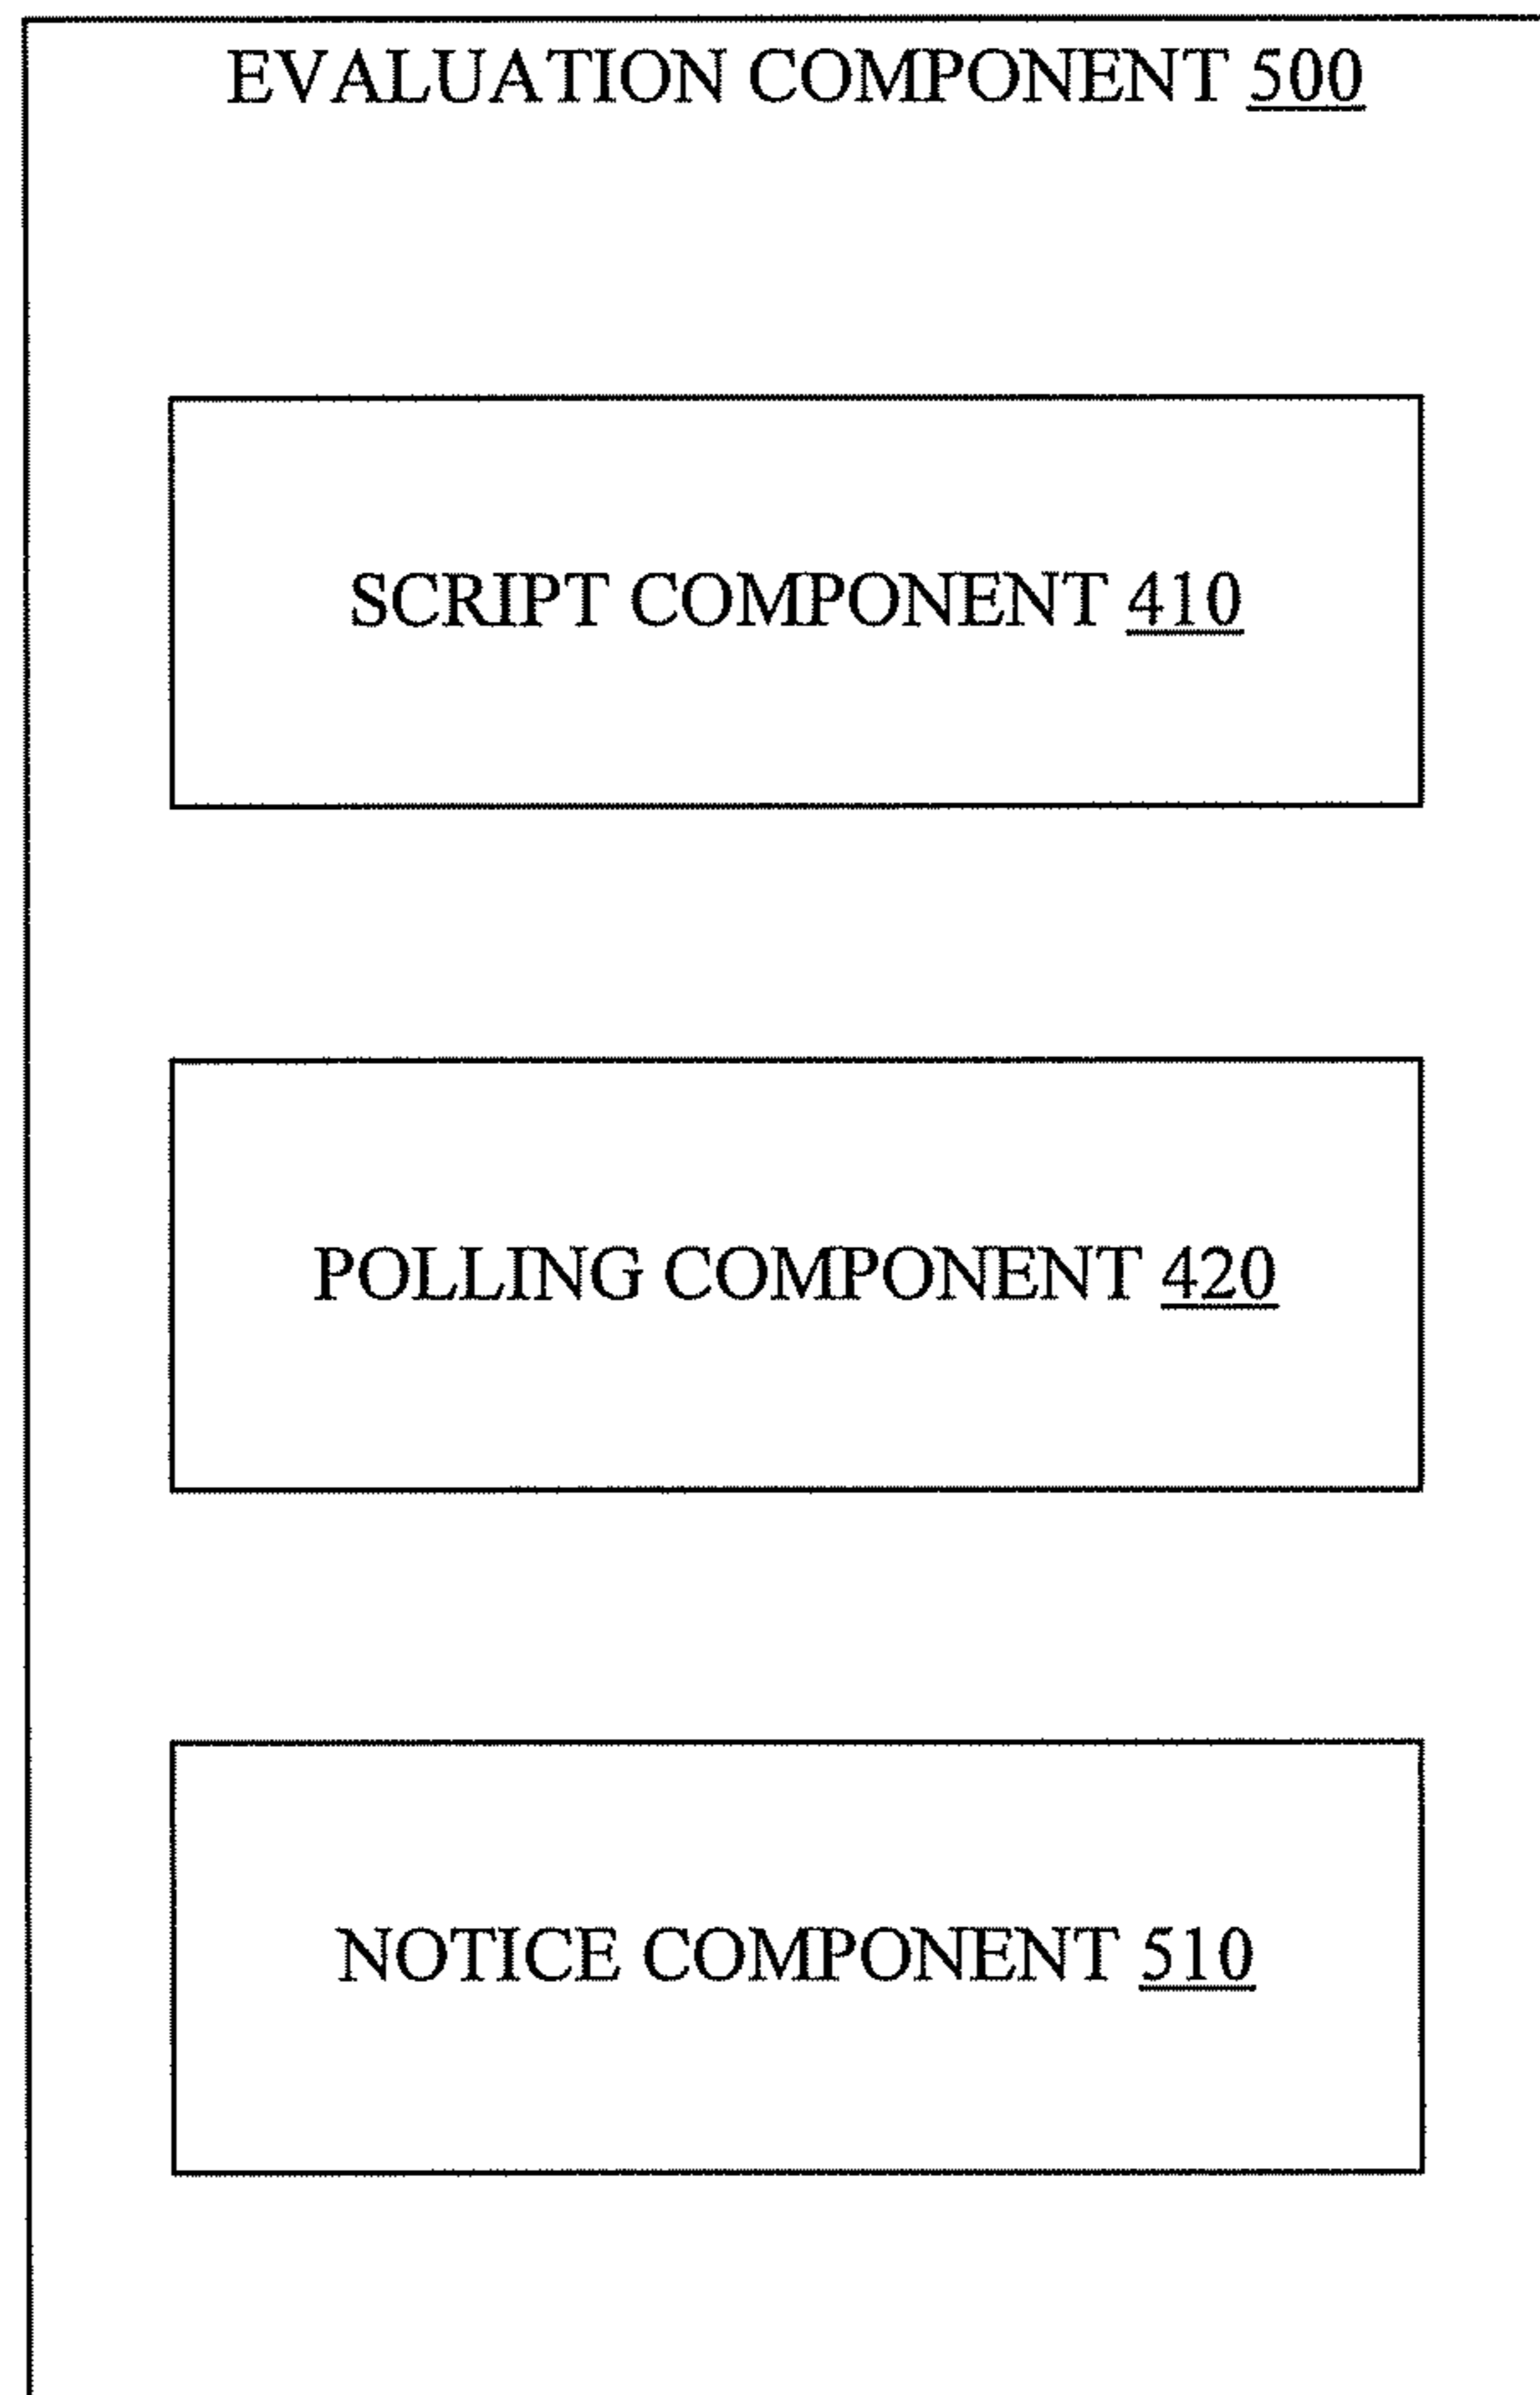 EVALUATION COMPONENT 500
SCRIPT COMPONENT 410
POLLING COMPONENT 420
NOTICE COMPONENT 510